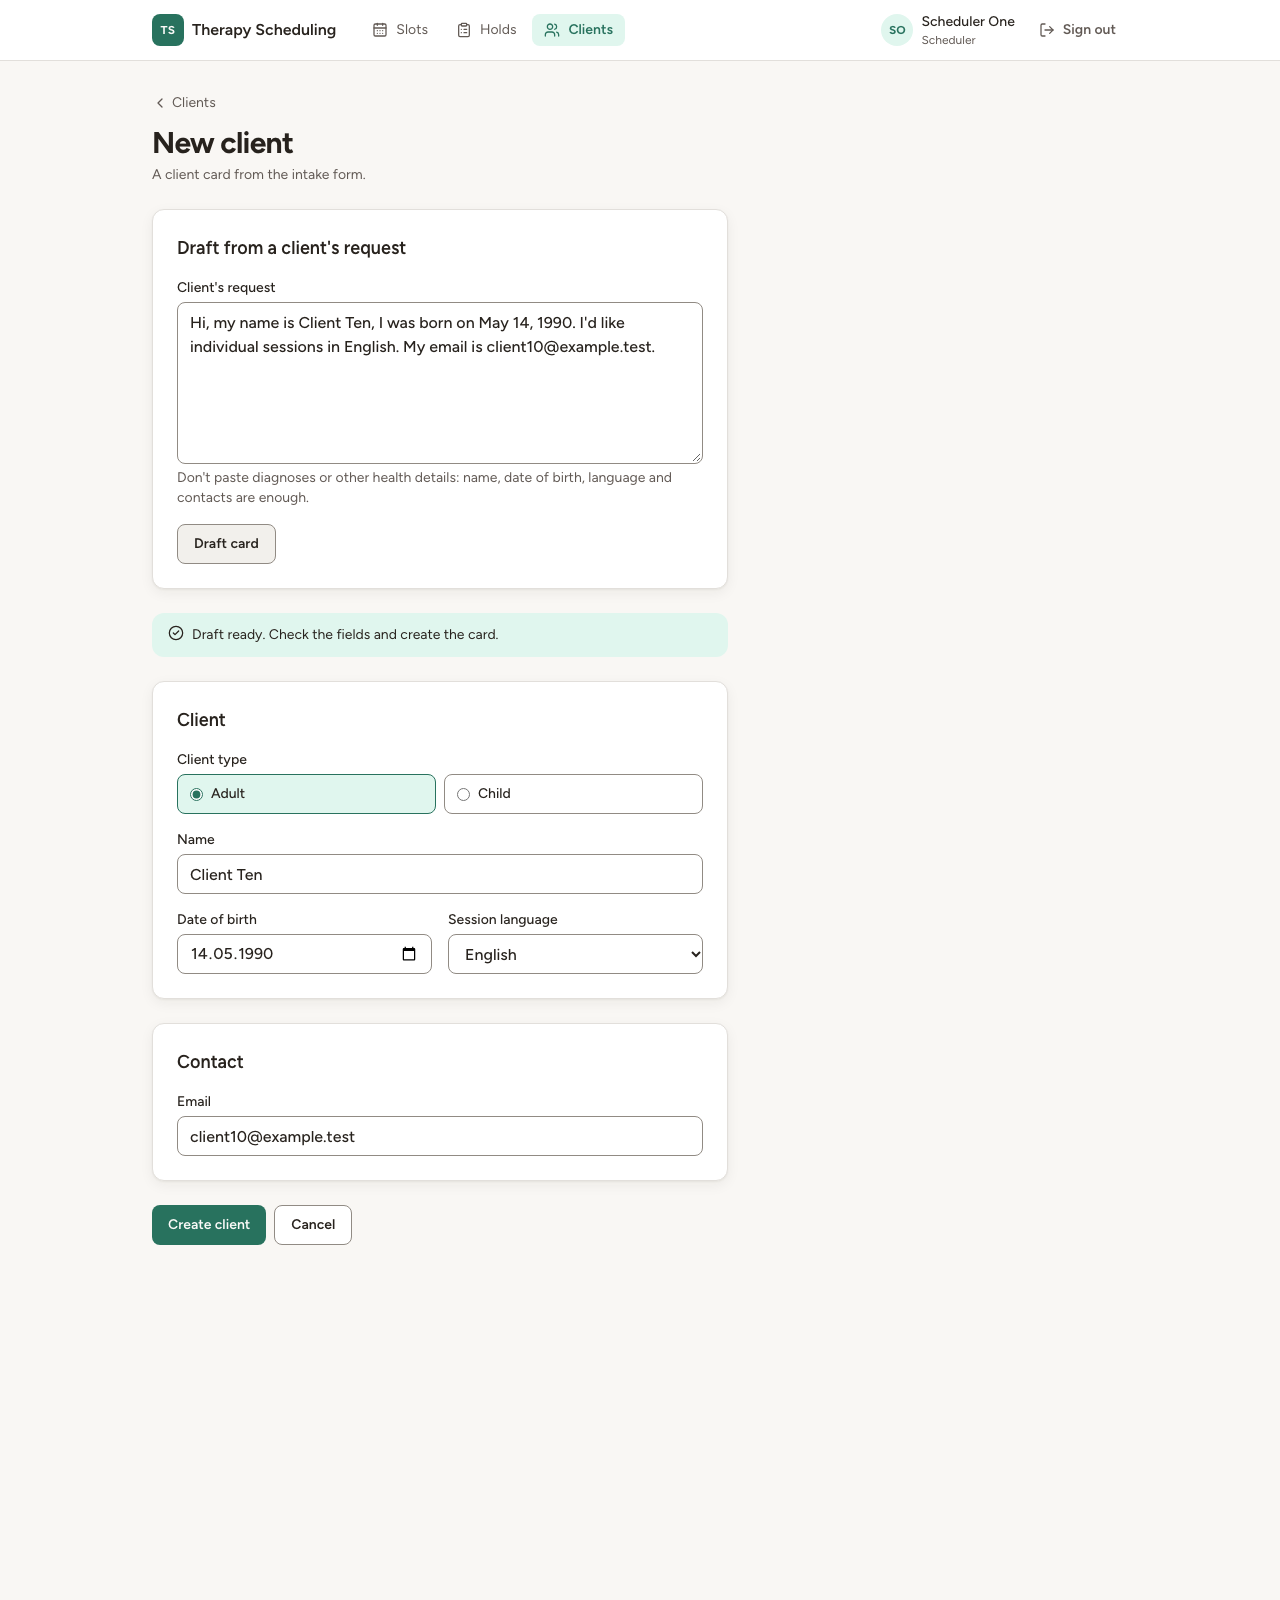 TS Therapy Scheduling Slots Holds Clients SO Scheduler One Sign out
Scheduler
Clients
New client
A client card from the intake form.
Draft from a client's request
Client's request
Hi, my name is Client Ten, I was born on May 14, 1990. I'd like
individual sessions in English. My email is client10@example.test.
Don't paste diagnoses or other health details: name, date of birth, language and
contacts are enough.
Draft card
Draft ready. Check the fields and create the card.
Client
Client type
Adult Child
Name
Client Ten
Date of birth Session language
14.05.1990 English
Contact
Email
client10@example.test
Create client Cancel